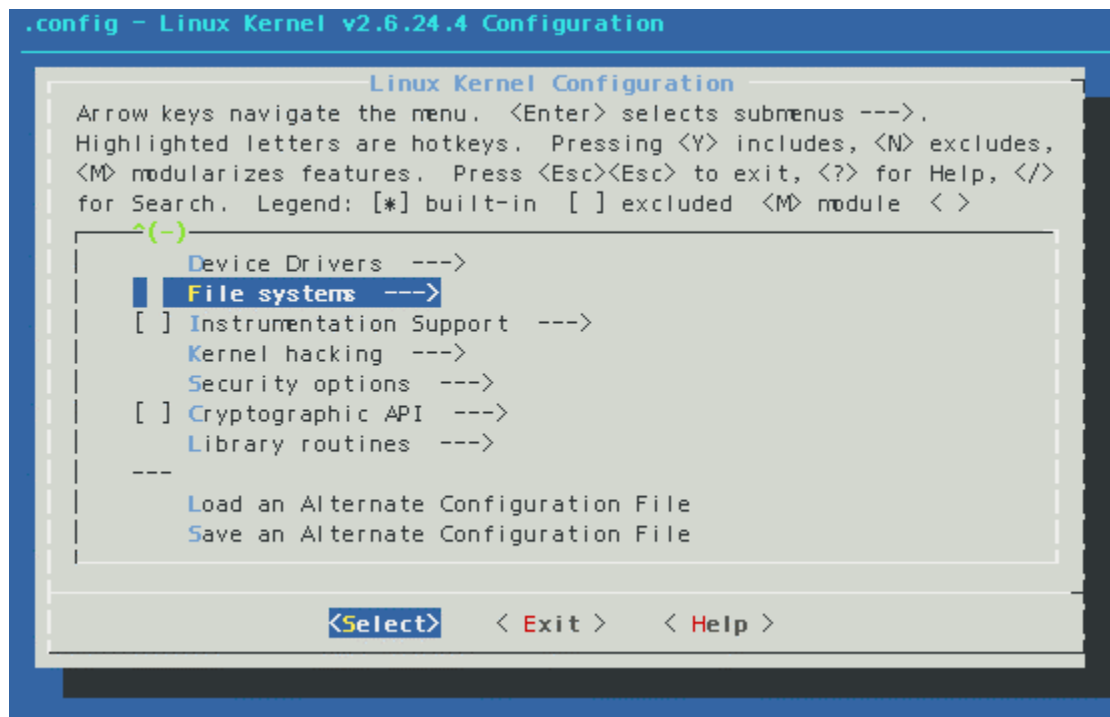 .config - Linux Kernel v2.6.24.4 Configuration
Linux Kernel Configuration
Arrow keys navigate the menu.  <Enter> selects submenus --->.
Highlighted letters are hotkeys.  Pressing <Y> includes, <N> excludes,
<M> modularizes features.  Press <Esc><Esc> to exit, <?> for Help, </>
for Search.  Legend: [*] built-in  [ ] excluded  <M> module  < >
^(-)
Device Drivers  --->
File systems  --->
[ ] Instrumentation Support  --->
Kernel hacking  --->
Security options  --->
[ ] Cryptographic API  --->
Library routines  --->
---
Load an Alternate Configuration File
Save an Alternate Configuration File
<Select>    < Exit >    < Help >